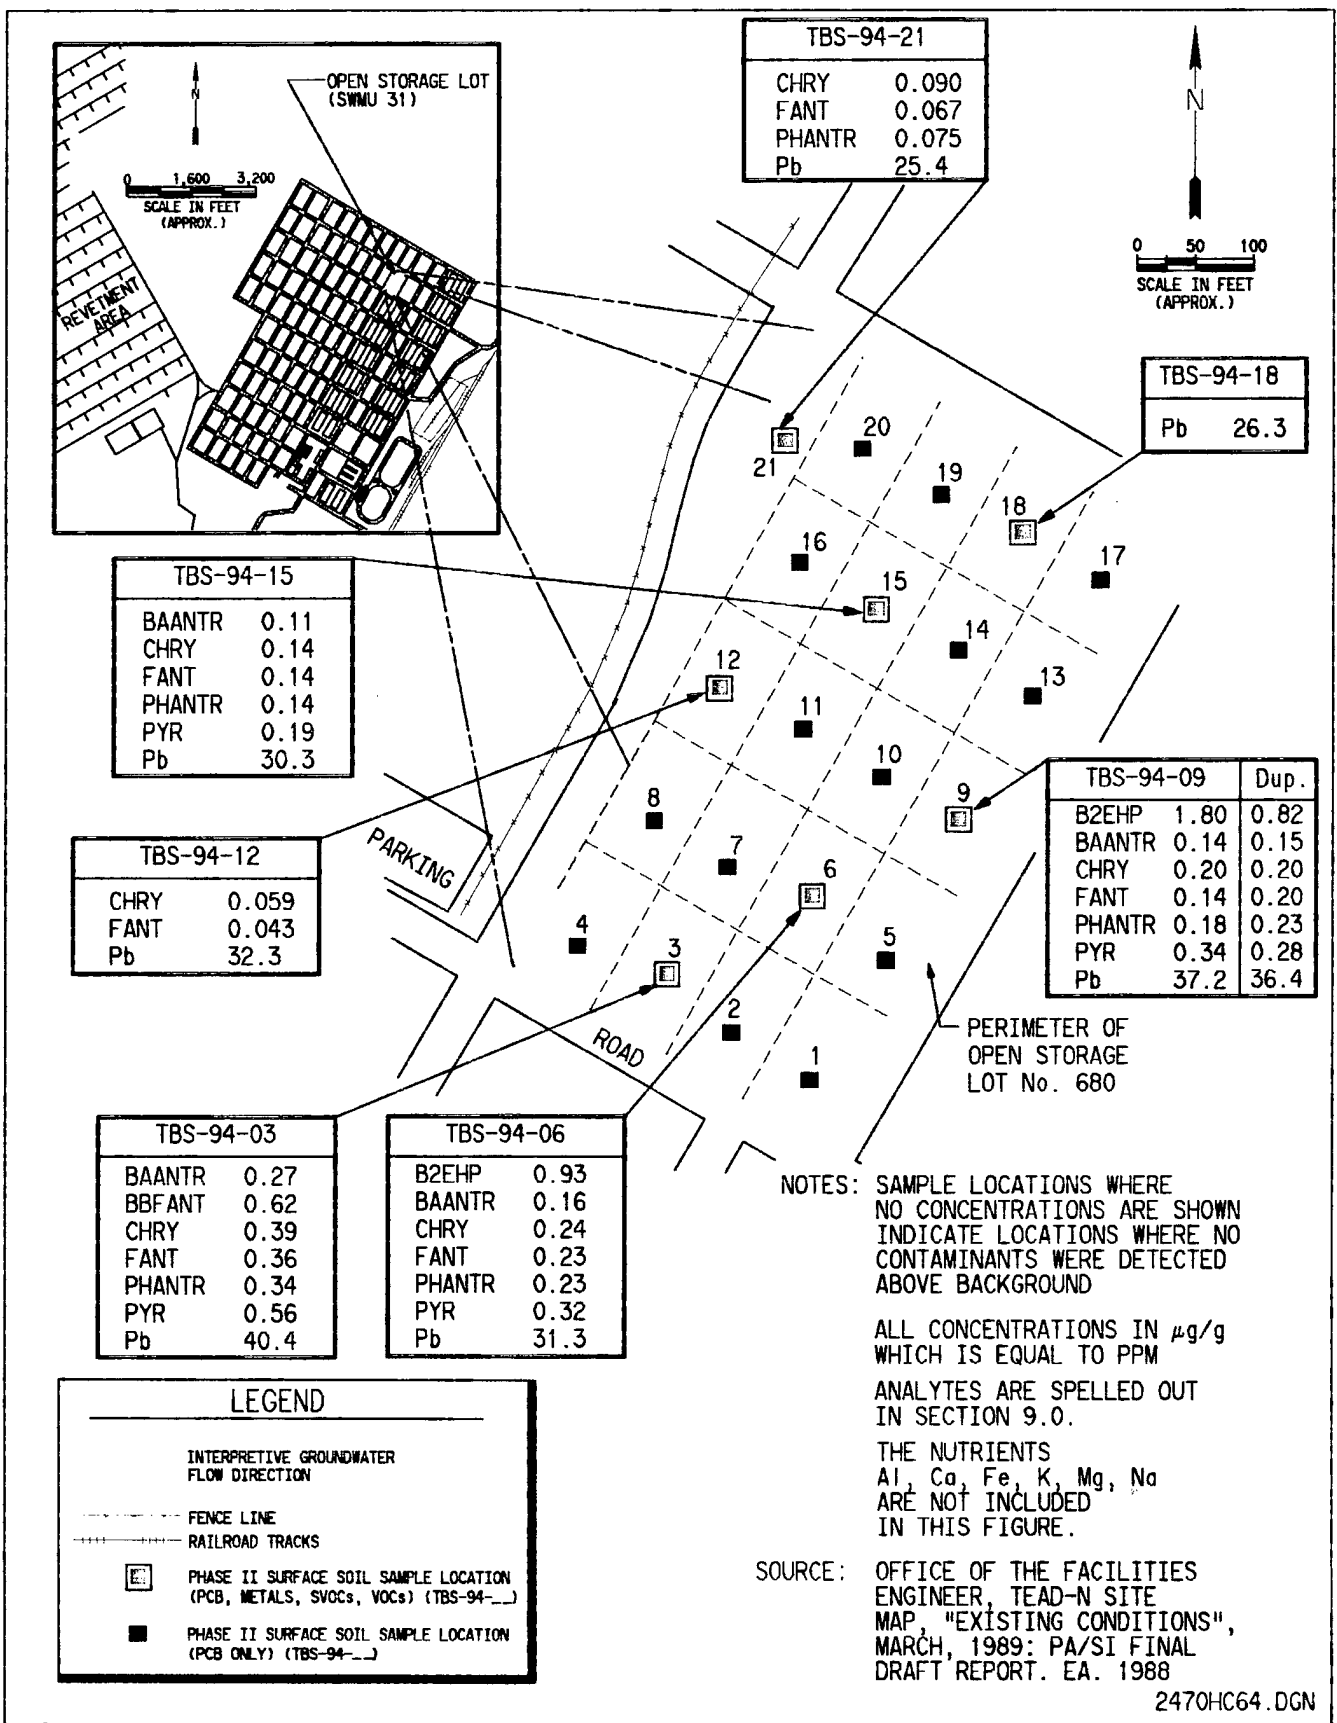 OPEN STORAGE LOT
(SWMU 31)
N
0 1,600 3,200
SCALE IN FEET
(APPROX.)
REVETMENT
AREA
TBS-94-21
CHRY 0.090
FANT 0.067
PHANTR 0.075
Pb 25.4
N
0 50 100
SCALE IN FEET
(APPROX.)
TBS-94-18
Pb 26.3
20
21
19
18
17
16
15
14
13
12
11
10
9
8
7
6
5
4
3
2
1
TBS-94-15
BAANTR 0.11
CHRY 0.14
FANT 0.14
PHANTR 0.14
PYR 0.19
Pb 30.3
TBS-94-09 Dup.
B2EHP 1.80 0.82
BAANTR 0.14 0.15
CHRY 0.20 0.20
FANT 0.14 0.20
PHANTR 0.18 0.23
PYR 0.34 0.28
Pb 37.2 36.4
PARKING
TBS-94-12
CHRY 0.059
FANT 0.043
Pb 32.3
ROAD
PERIMETER OF
OPEN STORAGE
LOT No. 680
TBS-94-03
BAANTR 0.27
BBFANT 0.62
CHRY 0.39
FANT 0.36
PHANTR 0.34
PYR 0.56
Pb 40.4
TBS-94-06
B2EHP 0.93
BAANTR 0.16
CHRY 0.24
FANT 0.23
PHANTR 0.23
PYR 0.32
Pb 31.3
NOTES: SAMPLE LOCATIONS WHERE
NO CONCENTRATIONS ARE SHOWN
INDICATE LOCATIONS WHERE NO
CONTAMINANTS WERE DETECTED
ABOVE BACKGROUND
ALL CONCENTRATIONS IN µg/g
WHICH IS EQUAL TO PPM
ANALYTES ARE SPELLED OUT
IN SECTION 9.0.
THE NUTRIENTS
Al, Ca, Fe, K, Mg, Na
ARE NOT INCLUDED
IN THIS FIGURE.
SOURCE: OFFICE OF THE FACILITIES
ENGINEER, TEAD-N SITE
MAP, "EXISTING CONDITIONS",
MARCH, 1989: PA/SI FINAL
DRAFT REPORT. EA. 1988
LEGEND
INTERPRETIVE GROUNDWATER
FLOW DIRECTION
FENCE LINE
RAILROAD TRACKS
PHASE II SURFACE SOIL SAMPLE LOCATION
(PCB, METALS, SVOCs, VOCs) (TBS-94-__)
PHASE II SURFACE SOIL SAMPLE LOCATION
(PCB ONLY) (TBS-94-__)
2470HC64.DGN